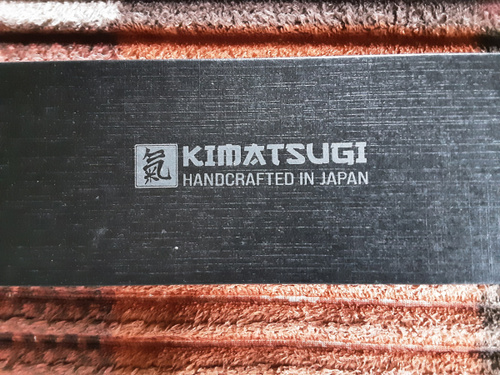 氣 KIMATSUGI
HANDCRAFTED IN JAPAN